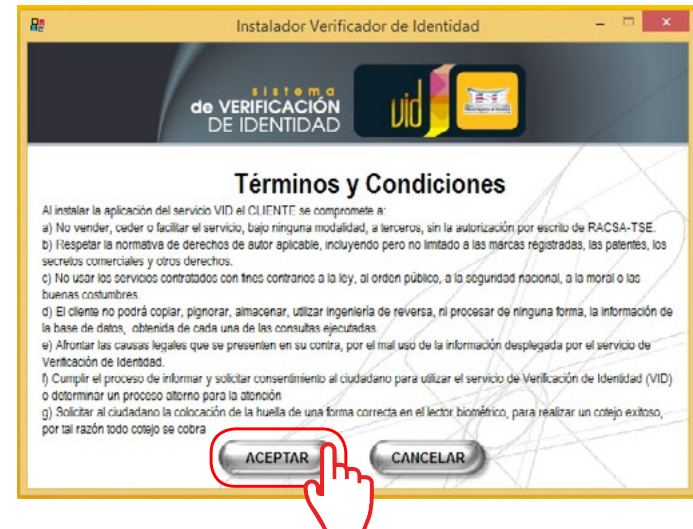 Instalador Verificador de Identidad
sistema
de VERIFICACIÓN
DE IDENTIDAD
vid
Términos y Condiciones
Al instalar la aplicación del servicio VID el CLIENTE se compromete a:
a) No vender, ceder o facilitar el servicio, bajo ninguna modalidad, a terceros, sin la autorización por escrito de RACSA-TSE.
b) Respetar la normativa de derechos de autor aplicable, incluyendo pero no limitado a las marcas registradas, las patentes, los
secretos comerciales y otros derechos.
c) No usar los servicios contratados con fines contrarios a la ley, al orden público, a la seguridad nacional, a la moral o las
buenas costumbres.
d) El cliente no podrá copiar, pignorar, almacenar, utilizar ingeniería de reversa, ni procesar de ninguna forma, la información de
la base de datos, obtenida de cada una de las consultas ejecutadas.
e) Afrontar las causas legales que se presenten en su contra, por el mal uso de la información desplegada por el servicio de
Verificación de Identidad.
f) Cumplir el proceso de informar y solicitar consentimiento al ciudadano para utilizar el servicio de Verificación de Identidad (VID)
o determinar un proceso alterno para la atención
g) Solicitar al ciudadano la colocación de la huella de una forma correcta en el lector biométrico, para realizar un cotejo exitoso,
por tal razón todo cotejo se cobra
ACEPTAR CANCELAR